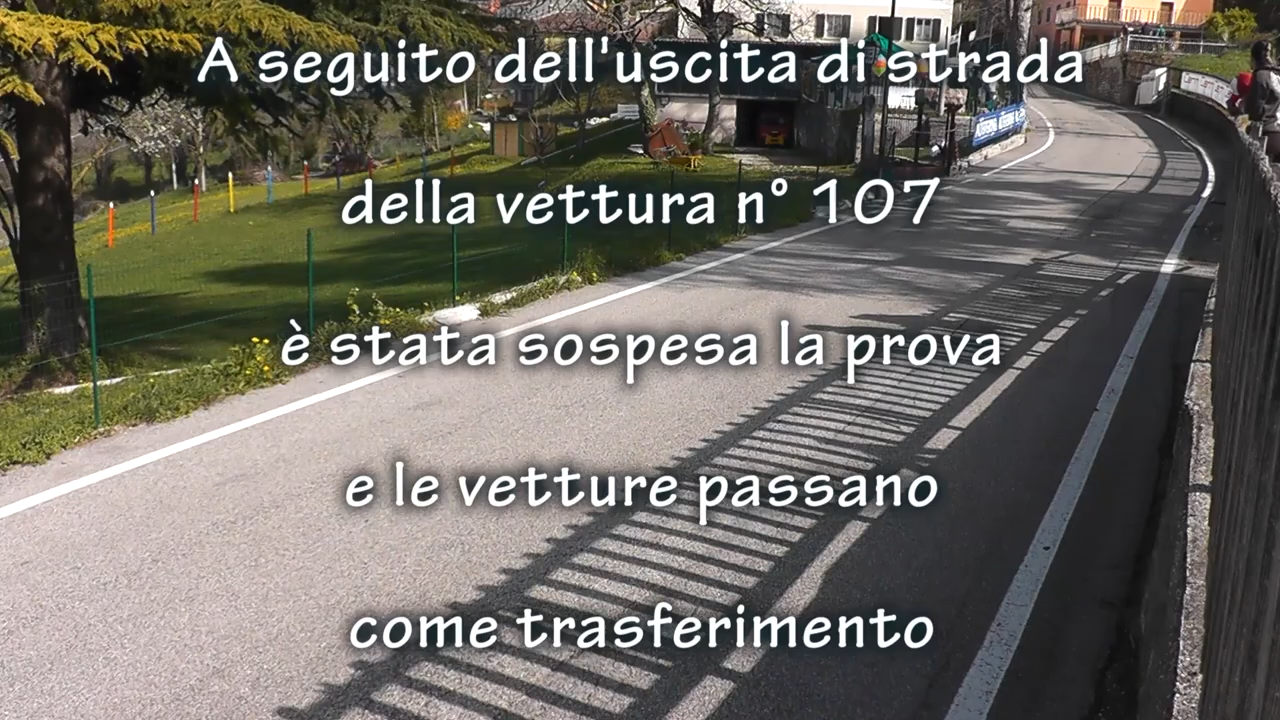 A seguito dell'uscita di strada
della vettura n° 107
è stata sospesa la prova
e le vetture passano
come trasferimento